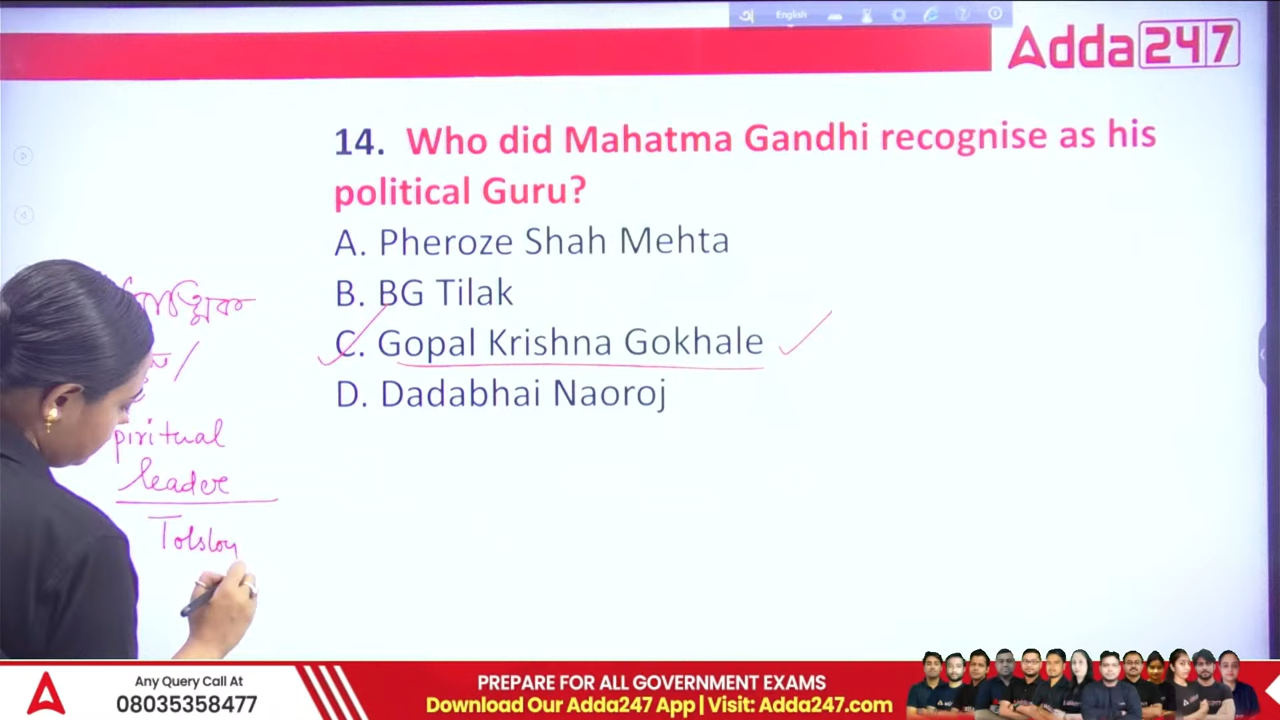 English
Adda247
14. Who did Mahatma Gandhi recognise as his
political Guru?
A. Pheroze Shah Mehta
B. BG Tilak
C. Gopal Krishna Gokhale
D. Dadabhai Naoroj
piritual
leader
Tolstoy
Any Query Call At
08035358477
PREPARE FOR ALL GOVERNMENT EXAMS
Download Our Adda247 App | Visit: Adda247.com